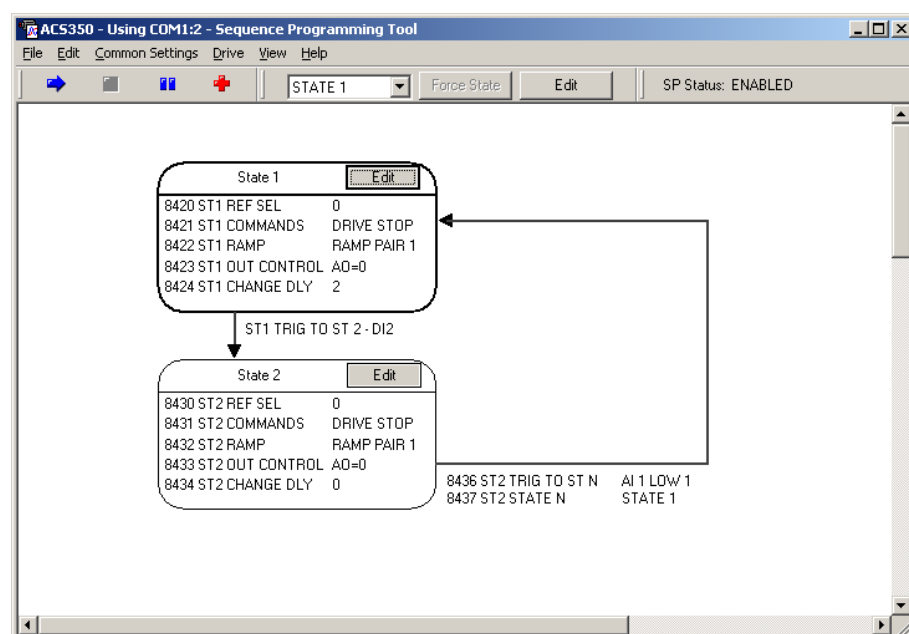 ACS350 - Using COM1:2 - Sequence Programming Tool
File Edit Common Settings Drive View Help
STATE 1 Force State Edit SP Status: ENABLED
State 1 Edit
8420 ST1 REF SEL 0
8421 ST1 COMMANDS DRIVE STOP
8422 ST1 RAMP RAMP PAIR 1
8423 ST1 OUT CONTROL AO=0
8424 ST1 CHANGE DLY 2
ST1 TRIG TO ST 2 - DI2
State 2 Edit
8430 ST2 REF SEL 0
8431 ST2 COMMANDS DRIVE STOP
8432 ST2 RAMP RAMP PAIR 1
8433 ST2 OUT CONTROL AO=0
8434 ST2 CHANGE DLY 0
8436 ST2 TRIG TO ST N AI 1 LOW 1
8437 ST2 STATE N STATE 1